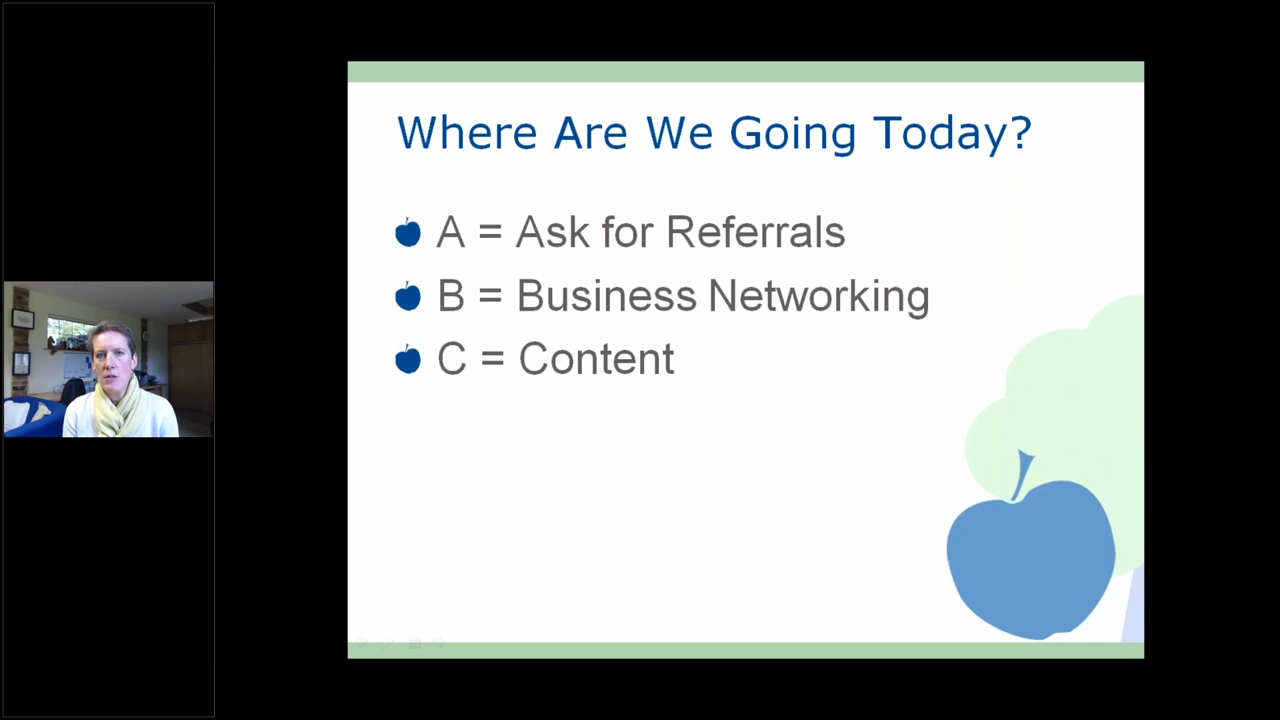 Where Are We Going Today?
A = Ask for Referrals
B = Business Networking
C = Content